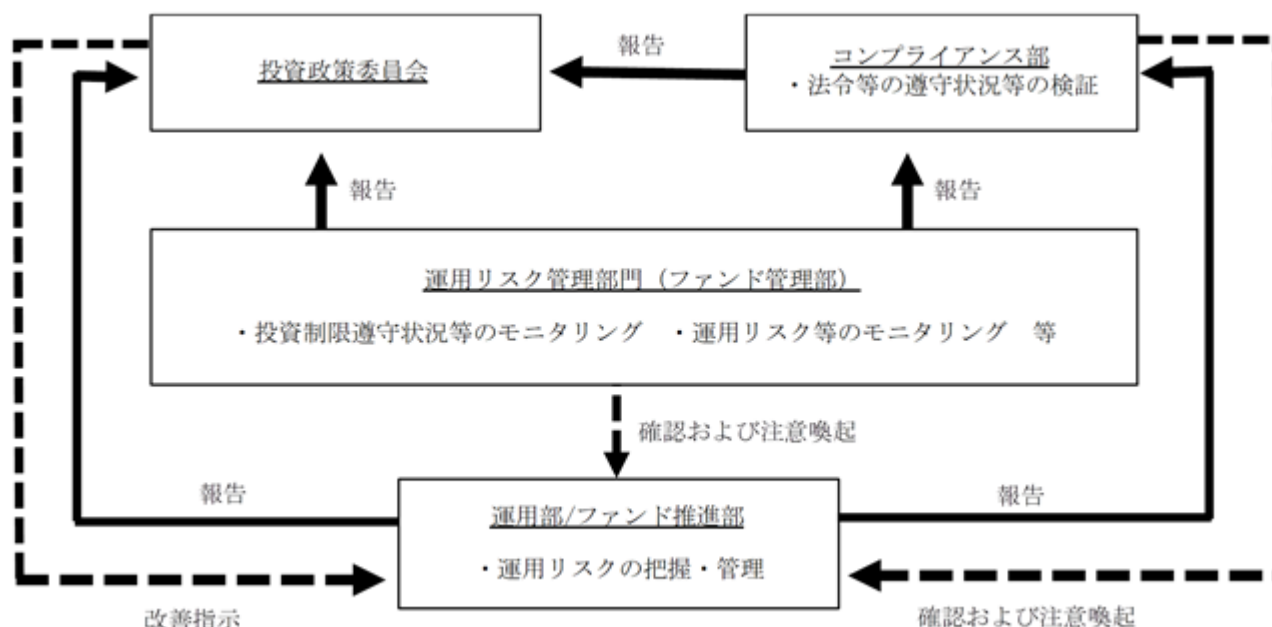 報告
投資政策委員会
コンプライアンス部
・法令等の遵守状況等の検証
報告
報告
運用リスク管理部門（ファンド管理部）
・投資制限遵守状況等のモニタリング　・運用リスク等のモニタリング　等
確認および注意喚起
報告
報告
運用部/ファンド推進部
・運用リスクの把握・管理
改善指示
確認および注意喚起